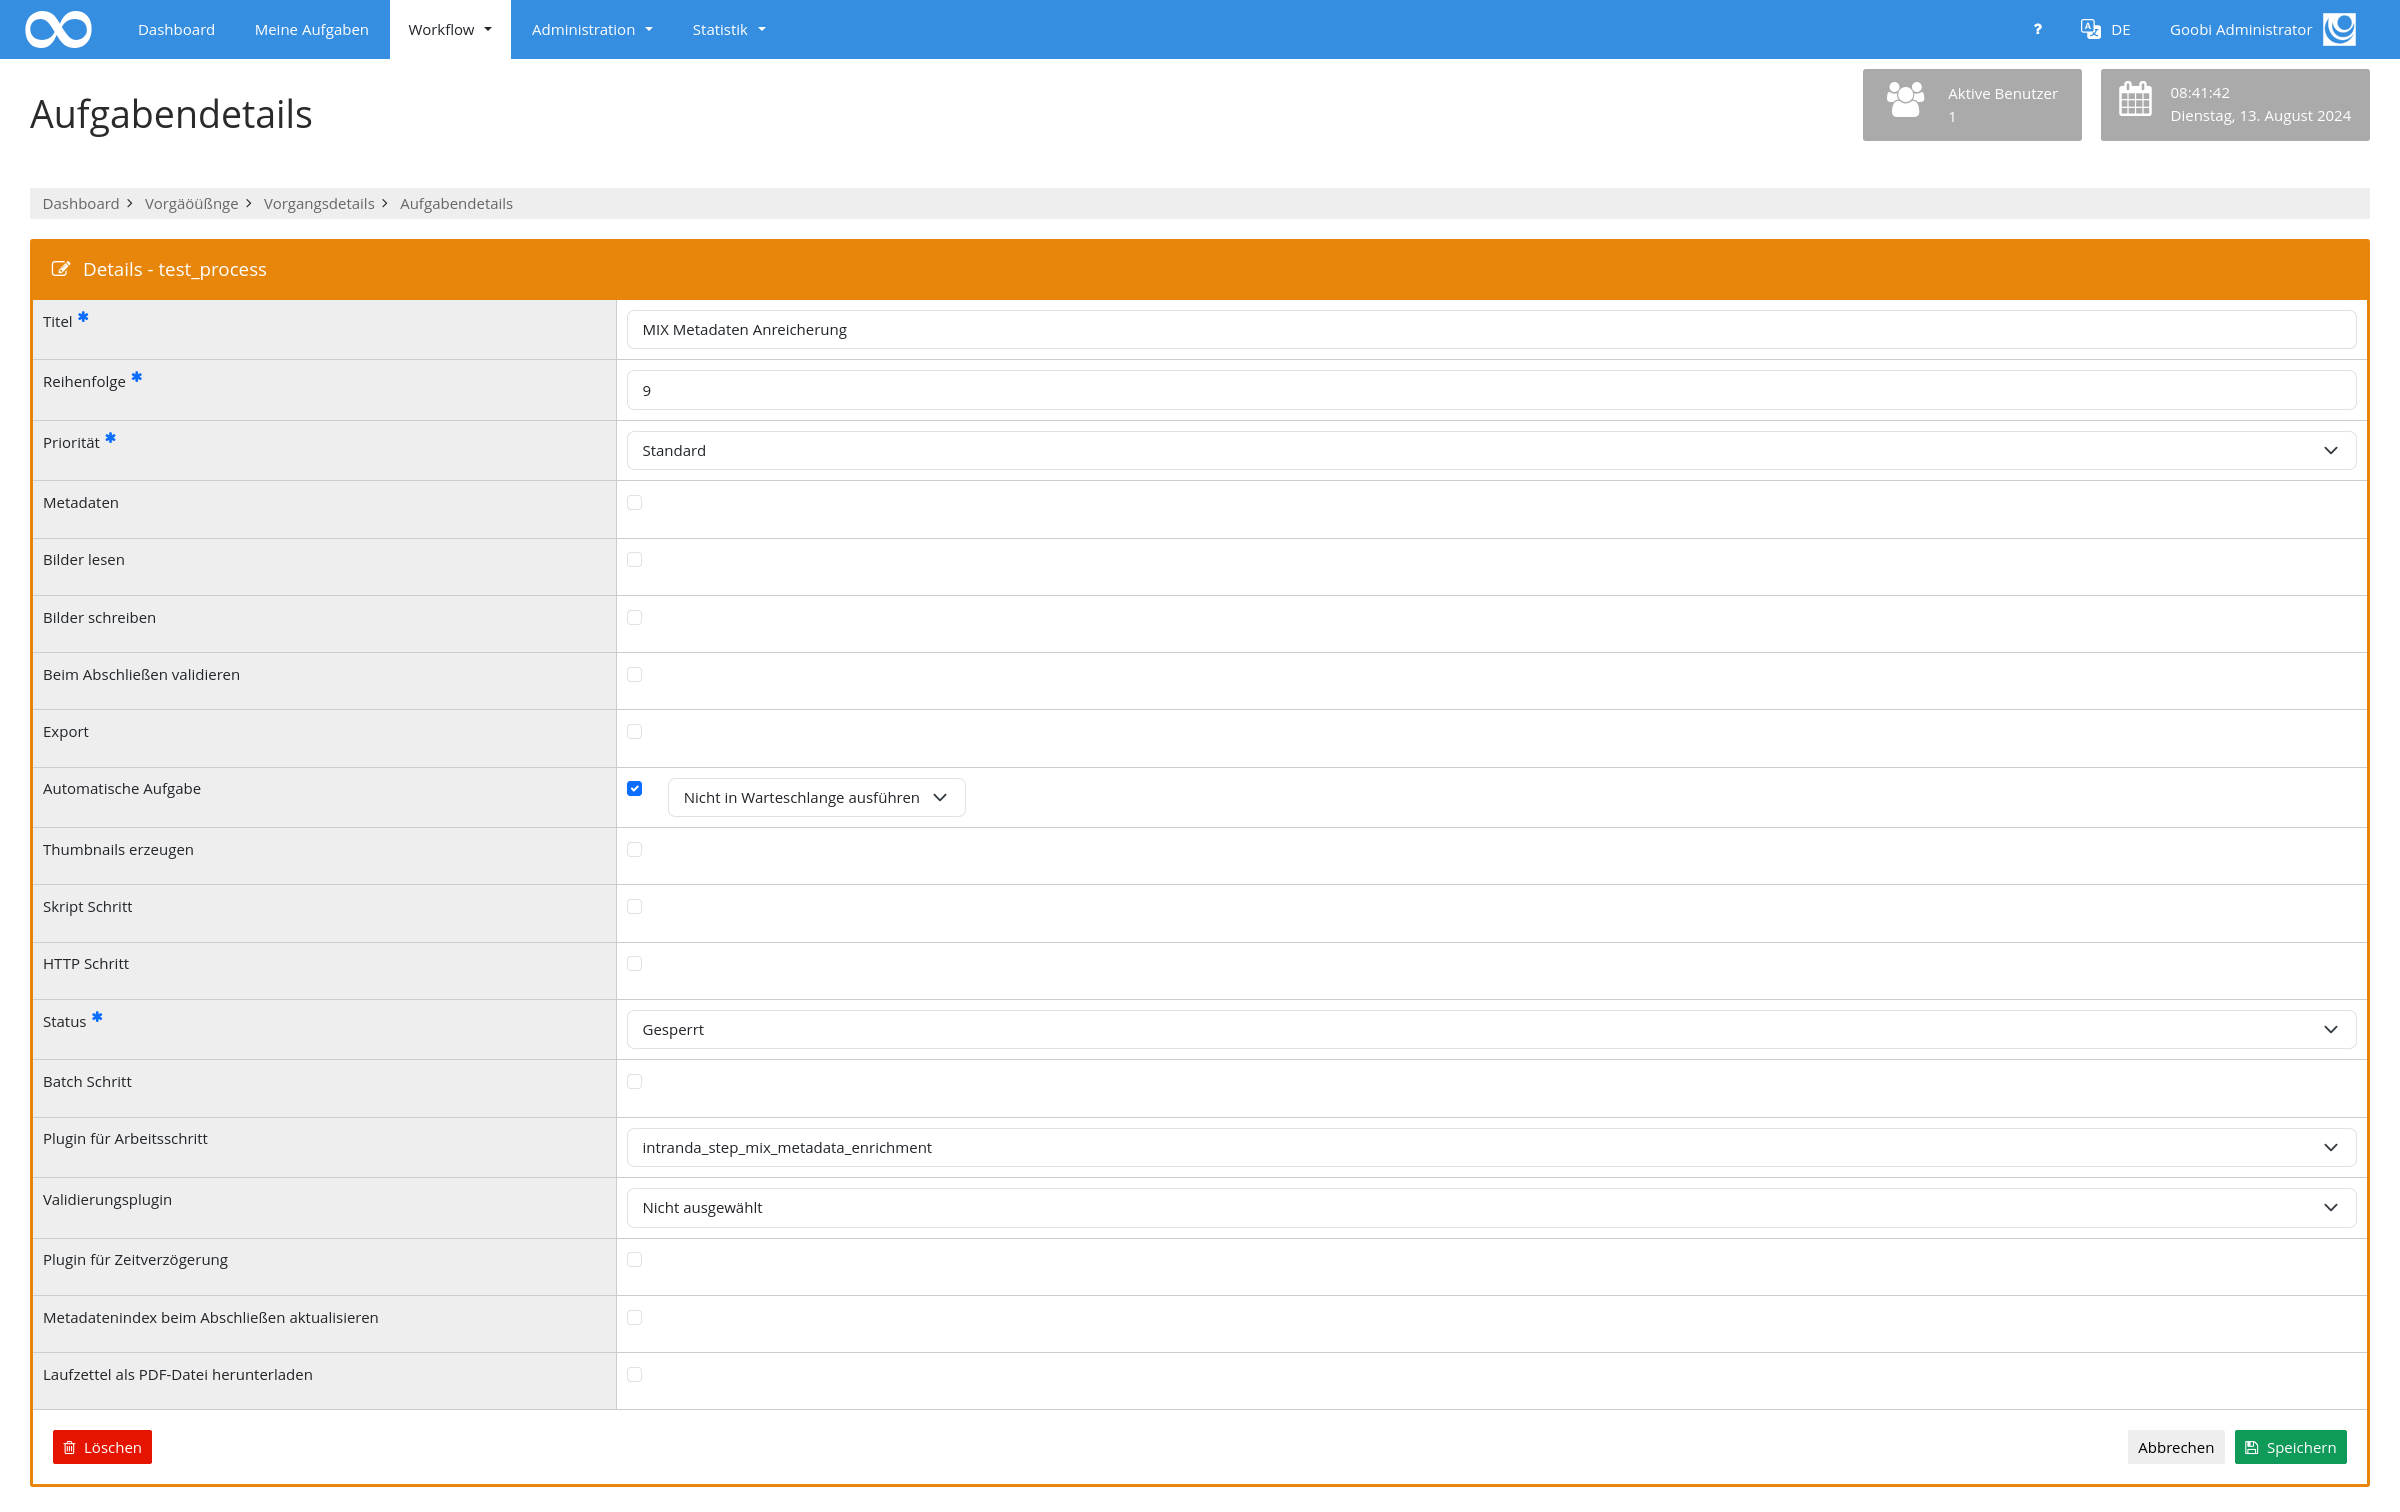 Dashboard Meine Aufgaben Workflow Administration Statistik ? DE Goobi Administrator
Aufgabendetails
Aktive Benutzer
1
08:41:42
Dienstag, 13. August 2024
Dashboard > Vorgäöüßnge > Vorgangsdetails > Aufgabendetails
Details - test_process
Titel * MIX Metadaten Anreicherung
Reihenfolge * 9
Priorität * Standard
Metadaten
Bilder lesen
Bilder schreiben
Beim Abschließen validieren
Export
Automatische Aufgabe Nicht in Warteschlange ausführen
Thumbnails erzeugen
Skript Schritt
HTTP Schritt
Status * Gesperrt
Batch Schritt
Plugin für Arbeitsschritt intranda_step_mix_metadata_enrichment
Validierungsplugin Nicht ausgewählt
Plugin für Zeitverzögerung
Metadatenindex beim Abschließen aktualisieren
Laufzettel als PDF-Datei herunterladen
Löschen Abbrechen Speichern